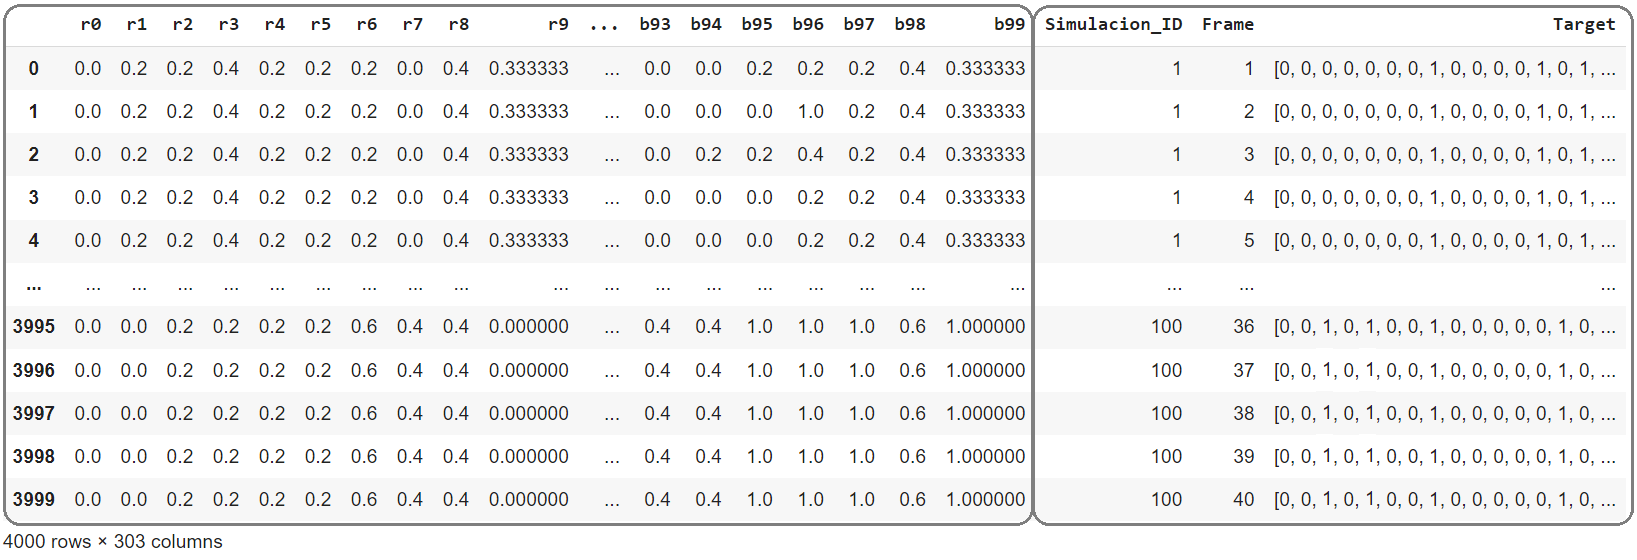 r0 r1 r2 r3 r4 r5 r6 r7 r8 r9 ... b93 b94 b95 b96 b97 b98 b99 Simulacion_ID Frame Target
0 0.0 0.2 0.2 0.4 0.2 0.2 0.2 0.0 0.4 0.333333 ... 0.0 0.0 0.2 0.2 0.2 0.4 0.333333 1 1 [0, 0, 0, 0, 0, 0, 0, 1, 0, 0, 0, 0, 1, 0, 1, ...
1 0.0 0.2 0.2 0.4 0.2 0.2 0.2 0.0 0.4 0.333333 ... 0.0 0.0 0.0 1.0 0.2 0.4 0.333333 1 2 [0, 0, 0, 0, 0, 0, 0, 1, 0, 0, 0, 0, 1, 0, 1, ...
2 0.0 0.2 0.2 0.4 0.2 0.2 0.2 0.0 0.4 0.333333 ... 0.0 0.2 0.2 0.4 0.2 0.4 0.333333 1 3 [0, 0, 0, 0, 0, 0, 0, 1, 0, 0, 0, 0, 1, 0, 1, ...
3 0.0 0.2 0.2 0.4 0.2 0.2 0.2 0.0 0.4 0.333333 ... 0.0 0.0 0.0 0.2 0.2 0.4 0.333333 1 4 [0, 0, 0, 0, 0, 0, 0, 1, 0, 0, 0, 0, 1, 0, 1, ...
4 0.0 0.2 0.2 0.4 0.2 0.2 0.2 0.0 0.4 0.333333 ... 0.0 0.0 0.0 0.2 0.2 0.4 0.333333 1 5 [0, 0, 0, 0, 0, 0, 0, 1, 0, 0, 0, 0, 1, 0, 1, ...
... ... ... ... ... ... ... ... ... ... ... ... ... ... ... ... ... ... ... ... ...
3995 0.0 0.0 0.2 0.2 0.2 0.2 0.6 0.4 0.4 0.000000 ... 0.4 0.4 1.0 1.0 1.0 0.6 1.000000 100 36 [0, 0, 1, 0, 1, 0, 0, 1, 0, 0, 0, 0, 0, 1, 0, ...
3996 0.0 0.0 0.2 0.2 0.2 0.2 0.6 0.4 0.4 0.000000 ... 0.4 0.4 1.0 1.0 1.0 0.6 1.000000 100 37 [0, 0, 1, 0, 1, 0, 0, 1, 0, 0, 0, 0, 0, 1, 0, ...
3997 0.0 0.0 0.2 0.2 0.2 0.2 0.6 0.4 0.4 0.000000 ... 0.4 0.4 1.0 1.0 1.0 0.6 1.000000 100 38 [0, 0, 1, 0, 1, 0, 0, 1, 0, 0, 0, 0, 0, 1, 0, ...
3998 0.0 0.0 0.2 0.2 0.2 0.2 0.6 0.4 0.4 0.000000 ... 0.4 0.4 1.0 1.0 1.0 0.6 1.000000 100 39 [0, 0, 1, 0, 1, 0, 0, 1, 0, 0, 0, 0, 0, 1, 0, ...
3999 0.0 0.0 0.2 0.2 0.2 0.2 0.6 0.4 0.4 0.000000 ... 0.4 0.4 1.0 1.0 1.0 0.6 1.000000 100 40 [0, 0, 1, 0, 1, 0, 0, 1, 0, 0, 0, 0, 0, 1, 0, ...
4000 rows × 303 columns